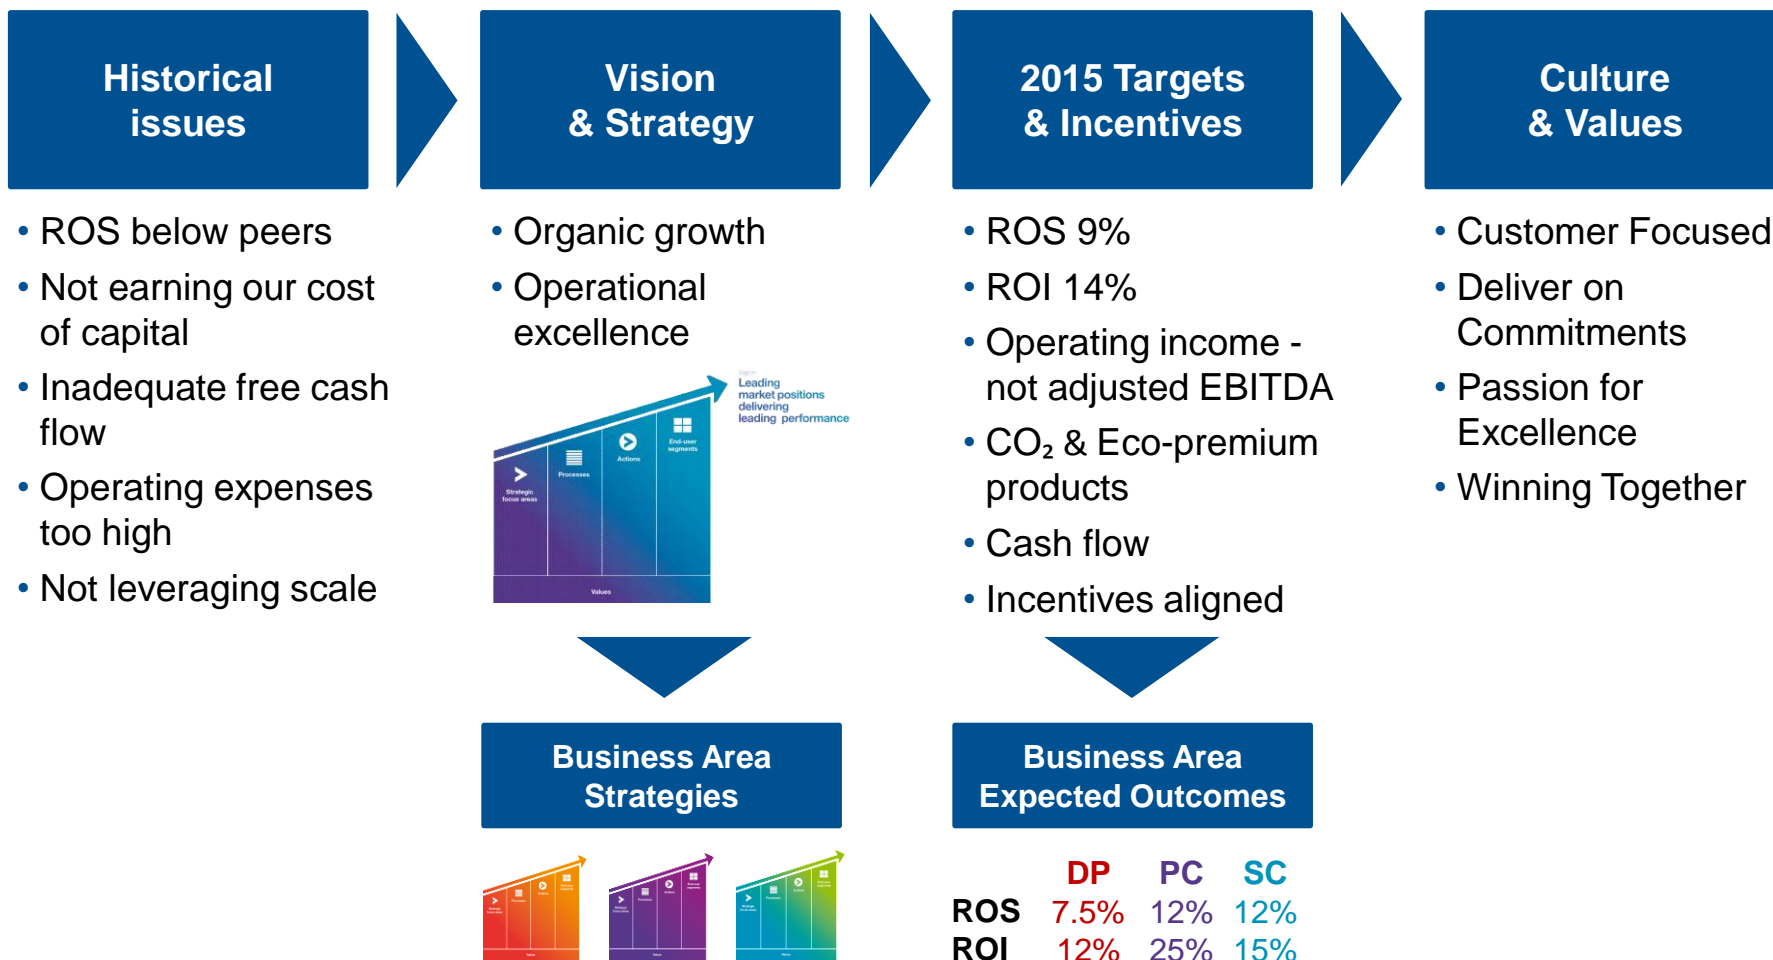 Historical
issues
Vision
& Strategy
2015 Targets
& Incentives
Culture
& Values
• ROS below peers
• Not earning our cost
of capital
• Inadequate free cash
flow
• Operating expenses
too high
• Not leveraging scale
• Organic growth
• Operational
excellence
Vision:
Leading
market positions
delivering
leading performance
Strategic
focus areas
Processes
Actions
End-user
segments
Values
• ROS 9%
• ROI 14%
• Operating income -
not adjusted EBITDA
• CO₂ & Eco-premium
products
• Cash flow
• Incentives aligned
• Customer Focused
• Deliver on
Commitments
• Passion for
Excellence
• Winning Together
Business Area
Strategies
Business Area
Expected Outcomes
DP PC SC
ROS 7.5% 12% 12%
ROI 12% 25% 15%